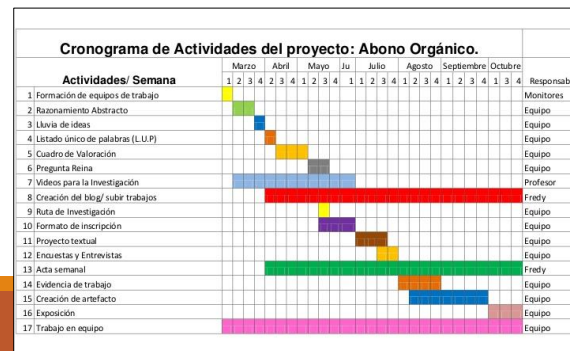 Cronograma de Actividades del proyecto: Abono Orgánico.
Marzo Abril Mayo Ju Julio Agosto Septiembre Octubre
Actividades/ Semana 1 2 3 4 1 2 3 4 1 2 3 4 1 1 2 3 4 1 2 3 4 1 2 3 4 1 3 4 Responsab
1 Formación de equipos de trabajo Monitores
2 Razonamiento Abstracto Equipo
3 Lluvia de ideas Equipo
4 Listado único de palabras (L.U.P) Equipo
5 Cuadro de Valoración Equipo
6 Pregunta Reina Equipo
7 Videos para la Investigación Profesor
8 Creación del blog/ subir trabajos Fredy
9 Ruta de Investigación Equipo
10 Formato de inscripción Equipo
11 Proyecto textual Equipo
12 Encuestas y Entrevistas Equipo
13 Acta semanal Fredy
14 Evidencia de trabajo Equipo
15 Creación de artefacto Equipo
16 Exposición Equipo
17 Trabajo en equipo Equipo